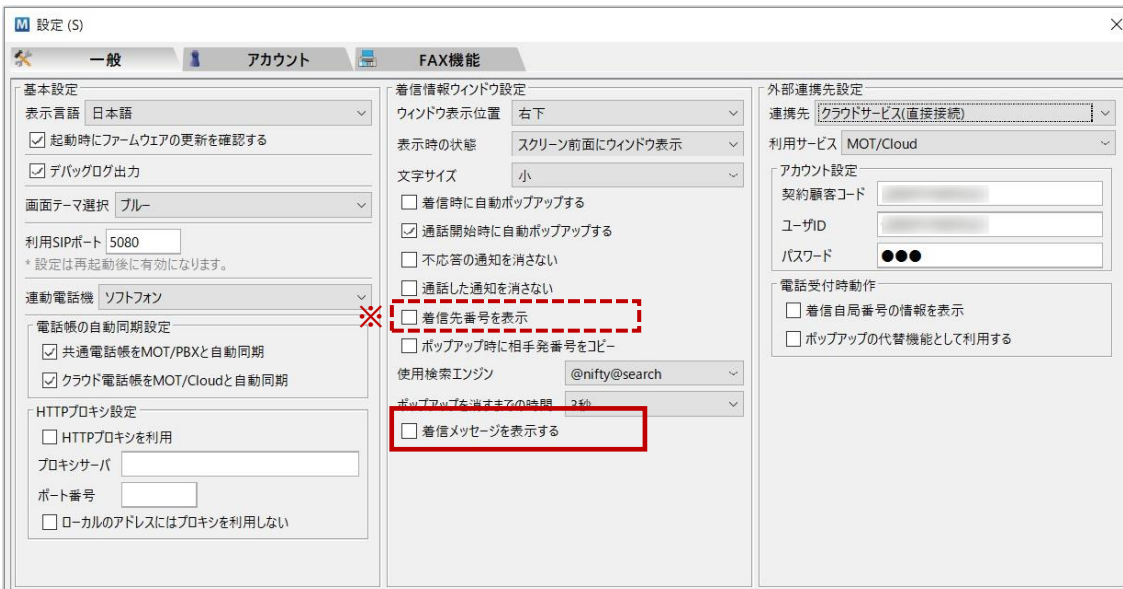 設定 (S)
一般
アカウント
FAX機能
基本設定
表示言語 日本語
起動時にファームウェアの更新を確認する
デバッグログ出力
画面テーマ選択 ブルー
利用SIPポート 5080
* 設定は再起動後に有効になります。
連動電話機 ソフトフォン
電話帳の自動同期設定
共通電話帳をMOT/PBXと自動同期
クラウド電話帳をMOT/Cloudと自動同期
HTTPプロキシ設定
HTTPプロキシを利用
プロキシサーバ
ポート番号
ローカルのアドレスにはプロキシを利用しない
着信情報ウィンドウ設定
ウィンドウ表示位置 右下
表示時の状態 スクリーン前面にウィンドウ表示
文字サイズ 小
着信時に自動ポップアップする
通話開始時に自動ポップアップする
不応答の通知を消さない
通話した通知を消さない
※ 着信先番号を表示
ポップアップ時に相手発番号をコピー
使用検索エンジン @nifty@search
ポップアップを消すまでの時間 3秒
着信メッセージを表示する
外部連携先設定
連携先 クラウドサービス(直接接続)
利用サービス MOT/Cloud
アカウント設定
契約顧客コード
ユーザID
パスワード ●●●
電話受付時動作
着信自局番号の情報を表示
ポップアップの代替機能として利用する